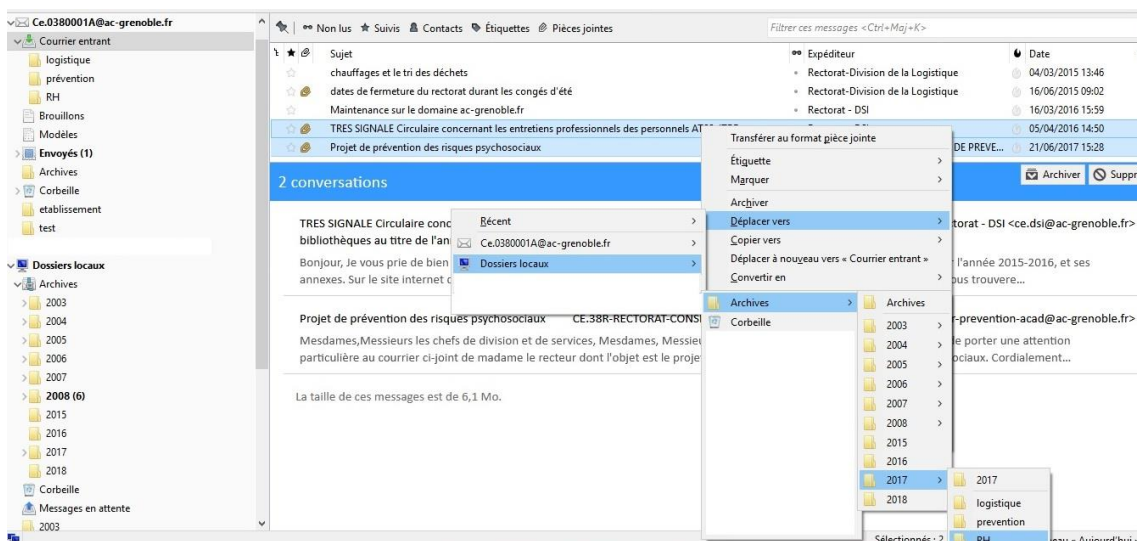 Ce.0380001A@ac-grenoble.fr
Courrier entrant
logistique
prévention
RH
Brouillons
Modèles
Envoyés (1)
Archives
Corbeille
etablissement
test
Dossiers locaux
Archives
2003
2004
2005
2006
2007
2008 (6)
2015
2016
2017
2018
Corbeille
Messages en attente
2003
Non lus Suivis Contacts Étiquettes Pièces jointes Filtrer ces messages <Ctrl+Maj+K>
Sujet Expéditeur Date
chauffages et le tri des déchets Rectorat-Division de la Logistique 04/03/2015 13:46
dates de fermeture du rectorat durant les congés d'été Rectorat-Division de la Logistique 16/06/2015 09:02
Maintenance sur le domaine ac-grenoble.fr Rectorat - DSI 16/03/2016 15:59
TRES SIGNALE Circulaire concernant les entretiens professionnels des personnels 05/04/2016 14:50
Projet de prévention des risques psychosociaux DE PREVE... 21/06/2017 15:28
2 conversations Archiver Suppr
TRES SIGNALE Circulaire conc torat - DSI <ce.dsi@ac-grenoble.fr>
bibliothèques au titre de l'an
Bonjour, Je vous prie de bien l'année 2015-2016, et ses
annexes. Sur le site internet us trouvere...
Projet de prévention des risques psychosociaux CE.38R-RECTORAT-CONS r-prevention-acad@ac-grenoble.fr>
Mesdames,Messieurs les chefs de division et de services, Mesdames, Messieu de porter une attention
particulière au courrier ci-joint de madame le recteur dont l'objet est le proje ociaux. Cordialement...
La taille de ces messages est de 6,1 Mo.
Transférer au format pièce jointe
Étiquette
Marquer
Archiver
Déplacer vers
Copier vers
Déplacer à nouveau vers « Courrier entrant »
Convertir en
Récent
Ce.0380001A@ac-grenoble.fr
Dossiers locaux
Archives
Corbeille
Archives
2003
2004
2005
2006
2007
2008
2015
2016
2017
2018
2017
logistique
prevention
RH
Sélectionnés : 2 eau « Aujourd'hui